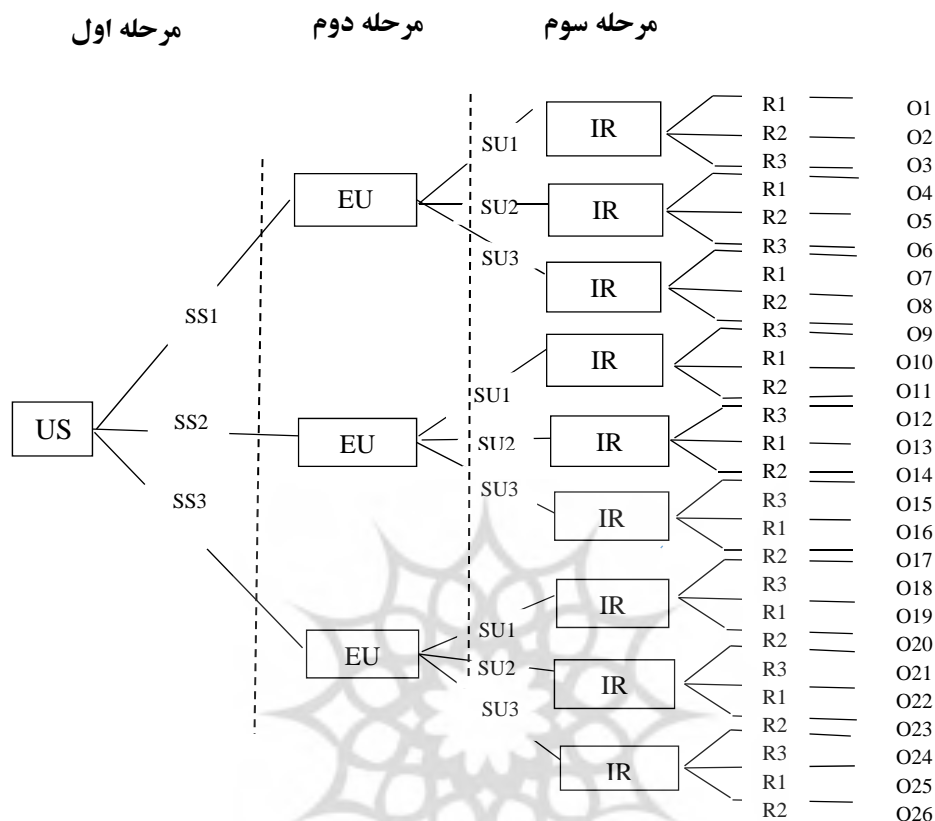 مرحله اول
مرحله دوم
مرحله سوم
US
SS1
SS2
SS3
EU
EU
EU
SU1
SU2
SU3
SU1
SU2
SU3
SU1
SU2
SU3
IR
IR
IR
IR
IR
IR
IR
IR
IR
R1 O1
R2 O2
R3 O3
R1 O4
R2 O5
R3 O6
R1 O7
R2 O8
R3 O9
R1 O10
R2 O11
R3 O12
R1 O13
R2 O14
R3 O15
R1 O16
R2 O17
R3 O18
R1 O19
R2 O20
R3 O21
R1 O22
R2 O23
R3 O24
R1 O25
R2 O26